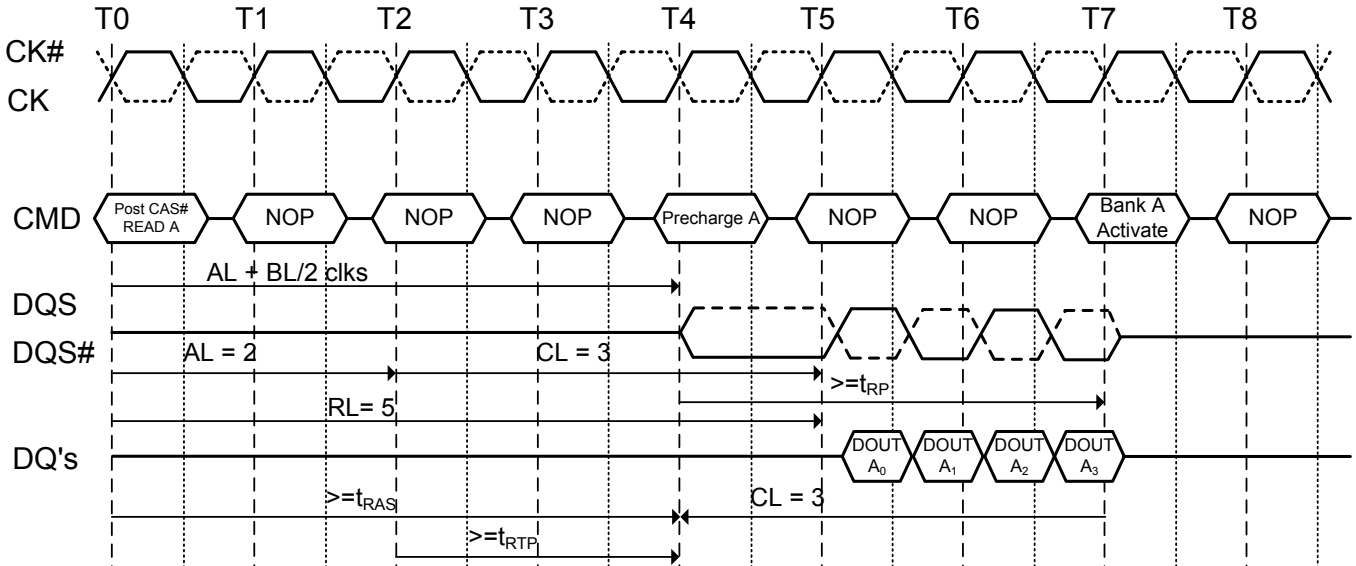 T0 T1 T2 T3 T4 T5 T6 T7 T8
CK#
CK
CMD
Post CAS#
READ A
NOP
NOP
NOP
Precharge A
NOP
NOP
Bank A
Activate
NOP
AL + BL/2 clks
DQS
DQS#
AL = 2
CL = 3
>=tRP
RL= 5
DQ's
DOUT
A0
DOUT
A1
DOUT
A2
DOUT
A3
>=tRAS
CL = 3
>=tRTP